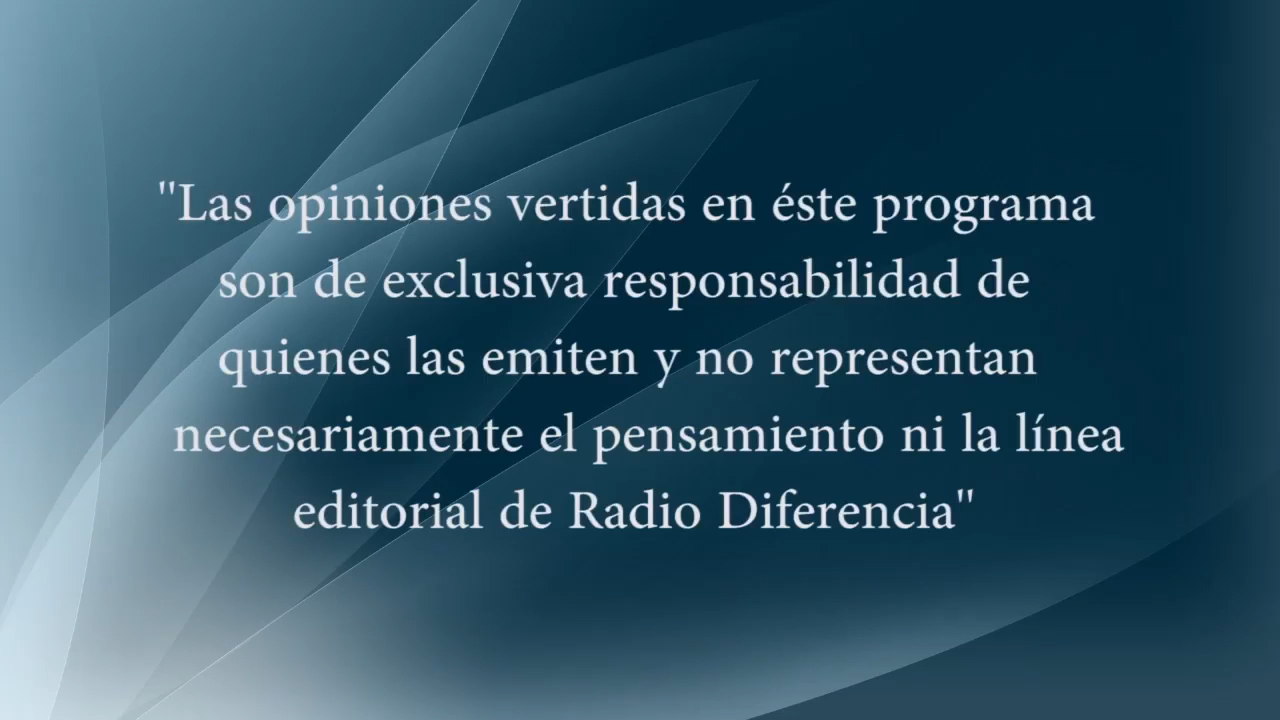 "Las opiniones vertidas en éste programa
son de exclusiva responsabilidad de
quienes las emiten y no representan
necesariamente el pensamiento ni la línea
editorial de Radio Diferencia"